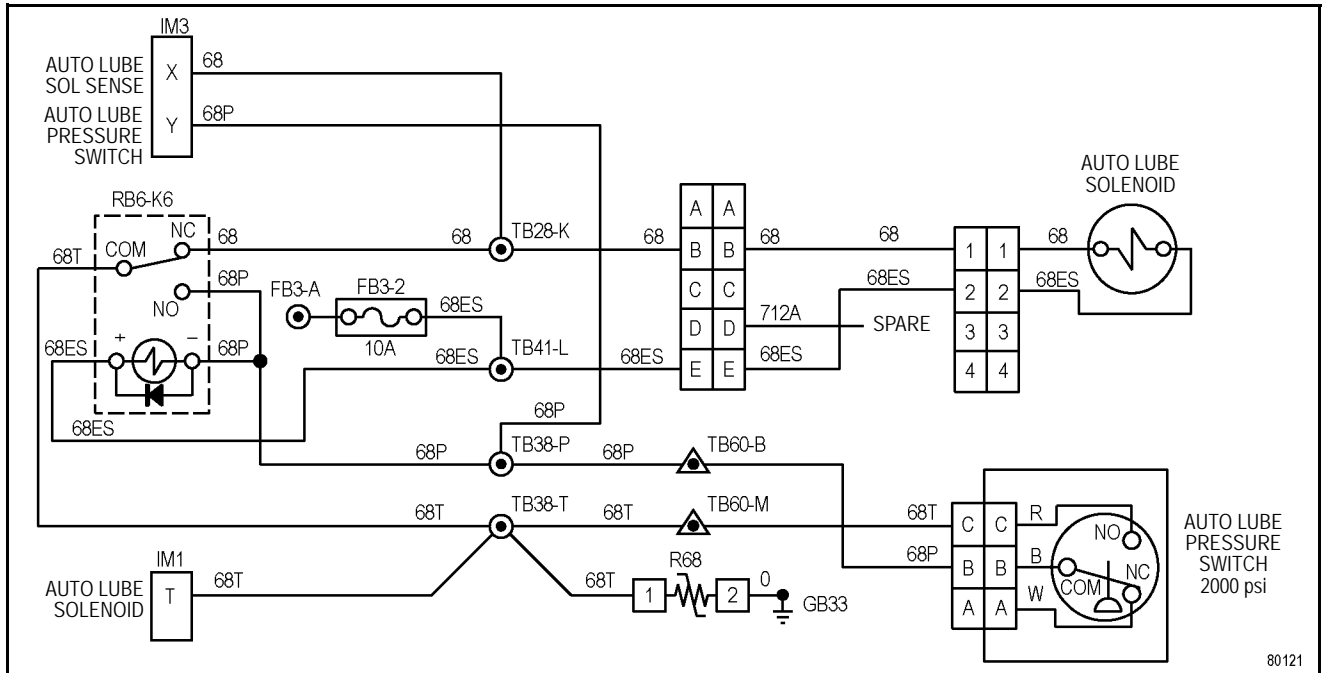 IM3
AUTO LUBE
SOL SENSE
X
68
AUTO LUBE
PRESSURE
SWITCH
Y
68P
RB6-K6
NC
COM
68T
68
68
TB28-K
68
NO
68P
FB3-A
FB3-2
10A
68ES
TB41-L
68ES
68ES
68ES
+
–
68P
68ES
A A
B B
C C
D D
E E
68
68
712A
SPARE
68ES
68ES
1 1
2 2
3 3
4 4
68
68ES
AUTO LUBE
SOLENOID
68P
68P
TB38-P
68P
TB60-B
68T
TB38-T
68T
TB60-M
68T
68P
C C
B B
A A
R
B
W
NO
COM
NC
AUTO LUBE
PRESSURE
SWITCH
2000 psi
IM1
AUTO LUBE
SOLENOID
T
68T
68T
R68
1
2
0
GB33
80121